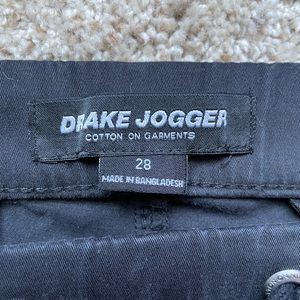 DRAKE JOGGER
COTTON ON GARMENTS
28
MADE IN BANGLADESH